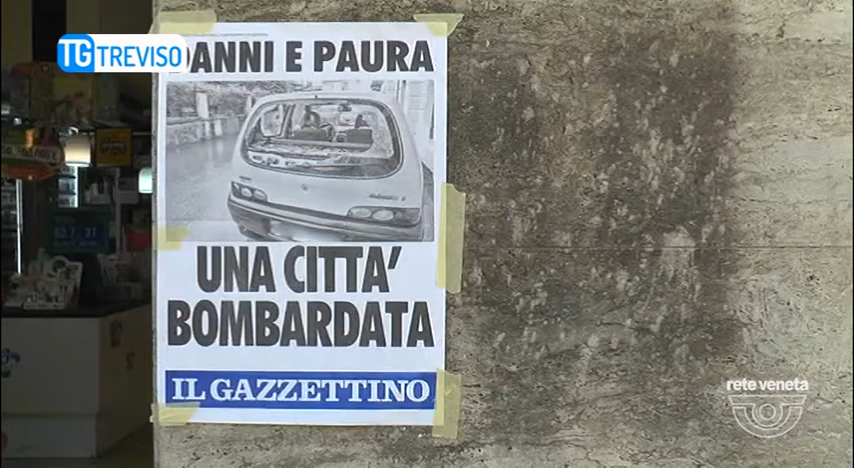 TG TREVISO
DANNI E PAURA
UNA CITTA'
BOMBARDATA
IL GAZZETTINO
rete veneta